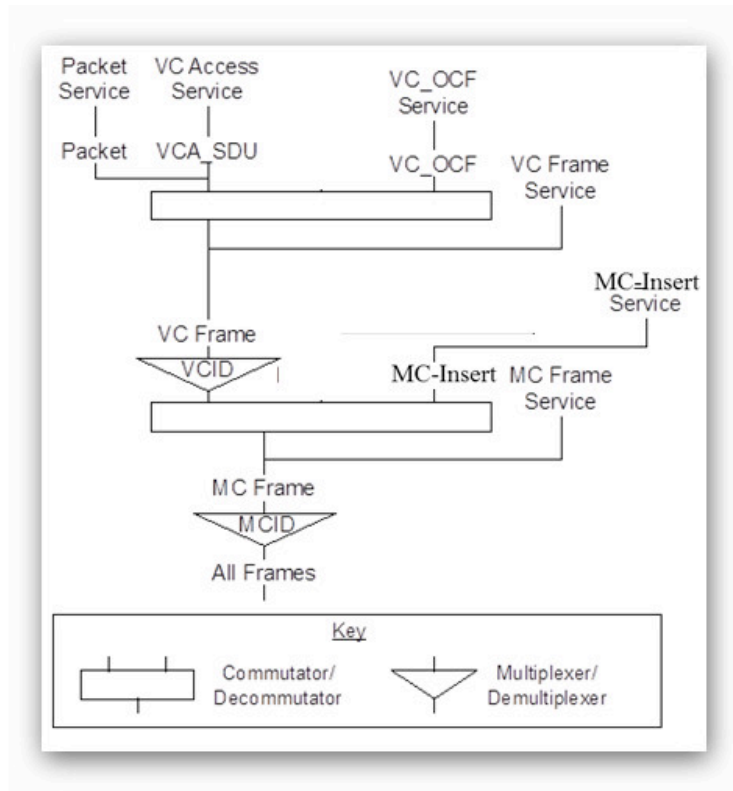 Packet
Service
VC Access
Service
VC_OCF
Service
Packet
VCA_SDU
VC_OCF
VC Frame
Service
MC-Insert
Service
VC Frame
VCID
MC-Insert
MC Frame
Service
MC Frame
MCID
All Frames
Key
Commutator/
Decommutator
Multiplexer/
Demultiplexer